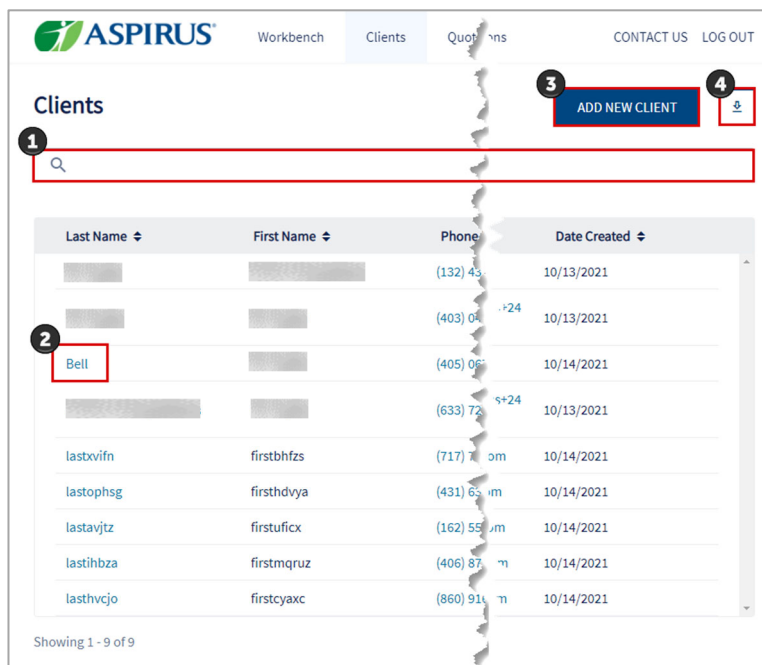 ASPIRUS® Workbench Clients Quot ns CONTACT US LOG OUT
3 4
Clients ADD NEW CLIENT
1
Last Name First Name Phone Date Created
(132) 43 10/13/2021
(403) 04 +24 10/13/2021
2
Bell (405) 06 10/14/2021
(633) 72 s+24 10/13/2021
lastxvifn firstbhfzs (717) 7 om 10/14/2021
lastophsg firsthdvya (431) 63 m 10/14/2021
lastavjtz firstuficx (162) 55 om 10/14/2021
lastihbza firstmqruz (406) 87 m 10/14/2021
lasthvcjo firstcyaxc (860) 91 m 10/14/2021
Showing 1 - 9 of 9